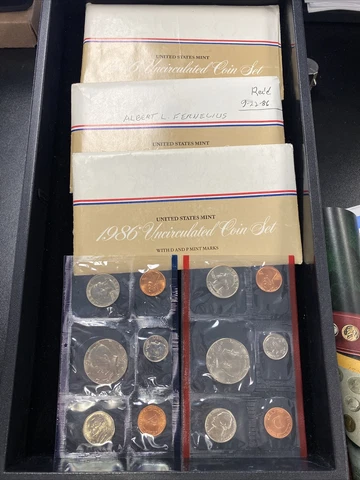 UNITED STATES MINT
Uncirculated Coin Set
Rec'd
9-22-86
ALBERT L
UNITED STATES MINT
UNITED STATES MINT
1986 Uncirculated Coin Set
WITH D AND P MINT MARKS